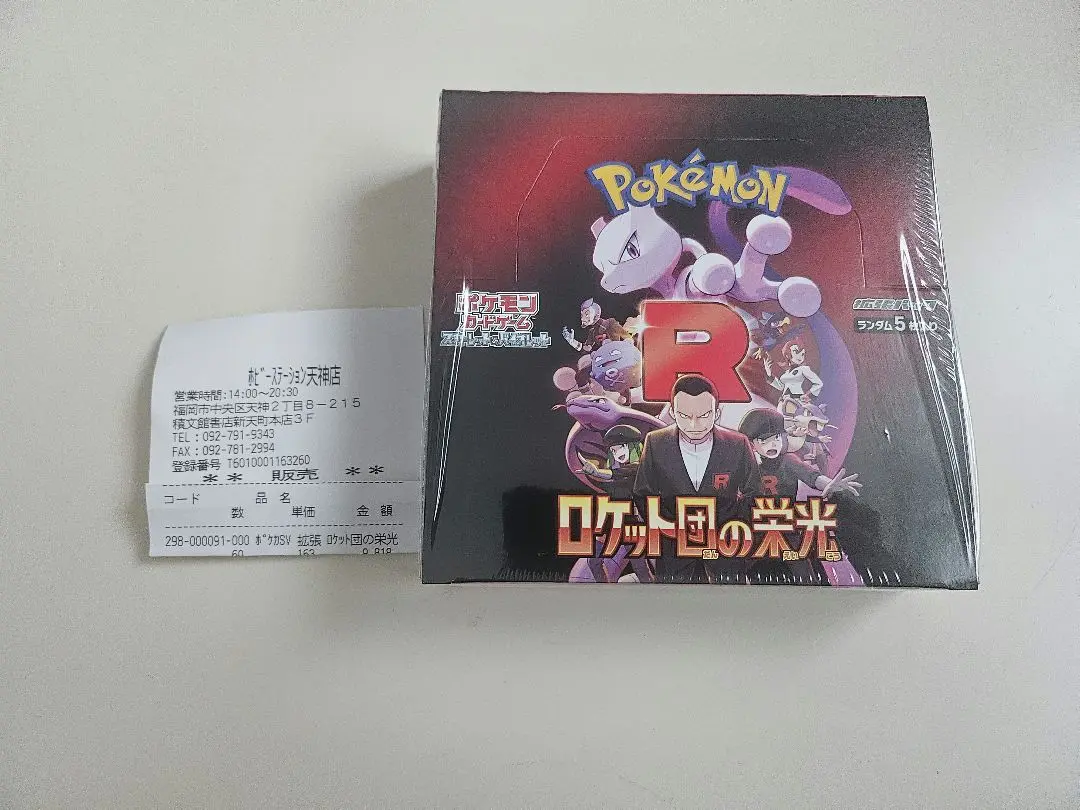 ホビーステーション天神店
営業時間:14:00~20:30
福岡市中央区天神2丁目8-215
積文館書店新天町本店3F
TEL:092-791-9343
FAX:092-781-2994
登録番号 T6010001163260
** 販売 **
コード 品名
数 単価 金額
298-000091-000 ポケカSV 拡張 ロケット団の栄光
60 163 9,818
POKéMON
ポケモン
カードゲーム
スカーレット&バイオレット
拡張パック
ランダム5枚入り
R
R
R
ロケット団の栄光
だん えいこう